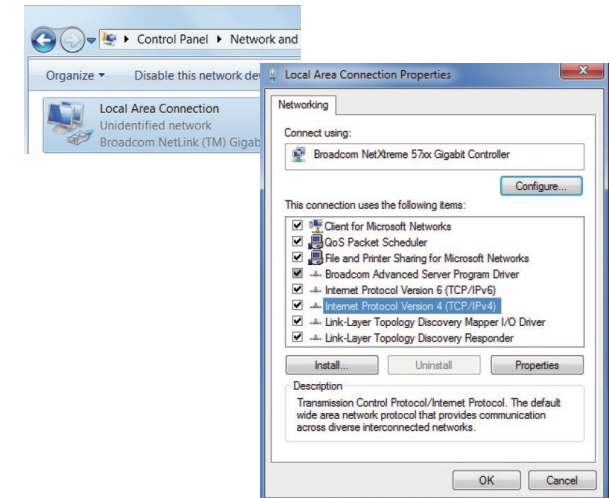 Control Panel ▸ Network and
Organize ▾ Disable this network de
Local Area Connection
Unidentified network
Broadcom NetLink (TM) Gigab
Local Area Connection Properties
Networking
Connect using:
Broadcom NetXtreme 57xx Gigabit Controller
Configure...
This connection uses the following items:
Client for Microsoft Networks
QoS Packet Scheduler
File and Printer Sharing for Microsoft Networks
Broadcom Advanced Server Program Driver
Internet Protocol Version 6 (TCP/IPv6)
Internet Protocol Version 4 (TCP/IPv4)
Link-Layer Topology Discovery Mapper I/O Driver
Link-Layer Topology Discovery Responder
Install... Uninstall Properties
Description
Transmission Control Protocol/Internet Protocol. The default
wide area network protocol that provides communication
across diverse interconnected networks.
OK Cancel